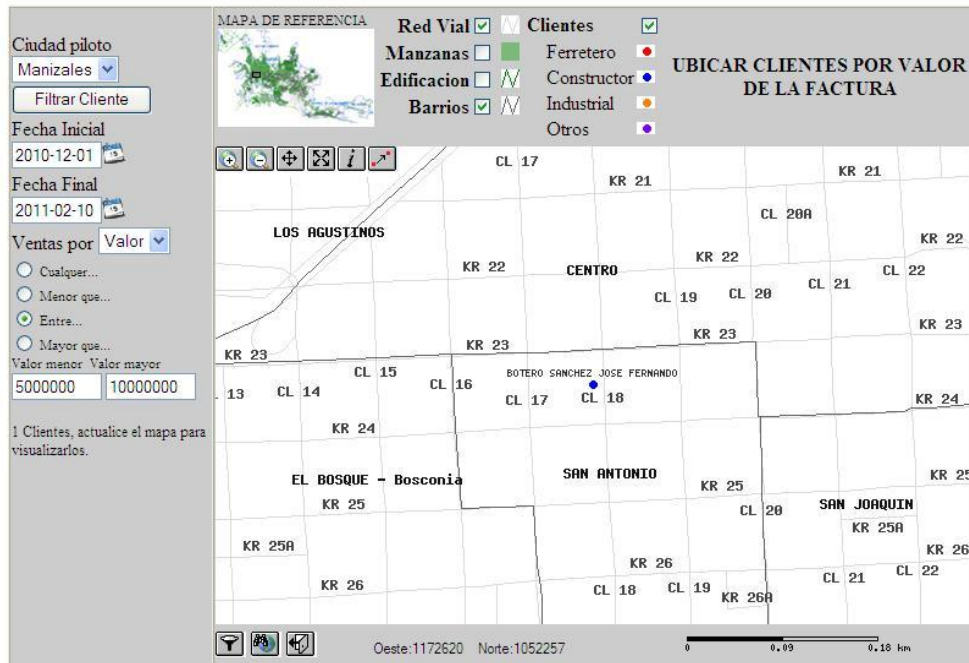 Ciudad piloto
Manizales
Filtrar Cliente
Fecha Inicial
2010-12-01
Fecha Final
2011-02-10
Ventas por Valor
Cualquer...
Menor que...
Entre...
Mayor que...
Valor menor Valor mayor
5000000 10000000
1 Clientes, actualice el mapa para
visualizarlos.
MAPA DE REFERENCIA
Red Vial
Manzanas
Edificacion
Barrios
Clientes
Ferretero
Constructor
Industrial
Otros
UBICAR CLIENTES POR VALOR
DE LA FACTURA
CL 17
KR 21
KR 21
CL 20A
LOS AGUSTINOS
KR 22
KR 22
CENTRO
KR 22
CL 22
CL 21
CL 19
CL 20
KR 23
KR 23
KR 23
KR 23
CL 15
BOTERO SANCHEZ JOSE FERNANDO
13
CL 14
CL 16
CL 17
CL 18
KR 24
KR 24
EL BOSQUE - Bosconia
SAN ANTONIO
KR 25
KR 25
KR 25
CL 20
SAN JOAQUIN
KR 25A
KR 25A
KR 26
KR 26
KR 26
CL 18
CL 19
KR 26A
CL 21
CL 22
Oeste:1172620 Norte:1052257
0 0.09 0.18 km